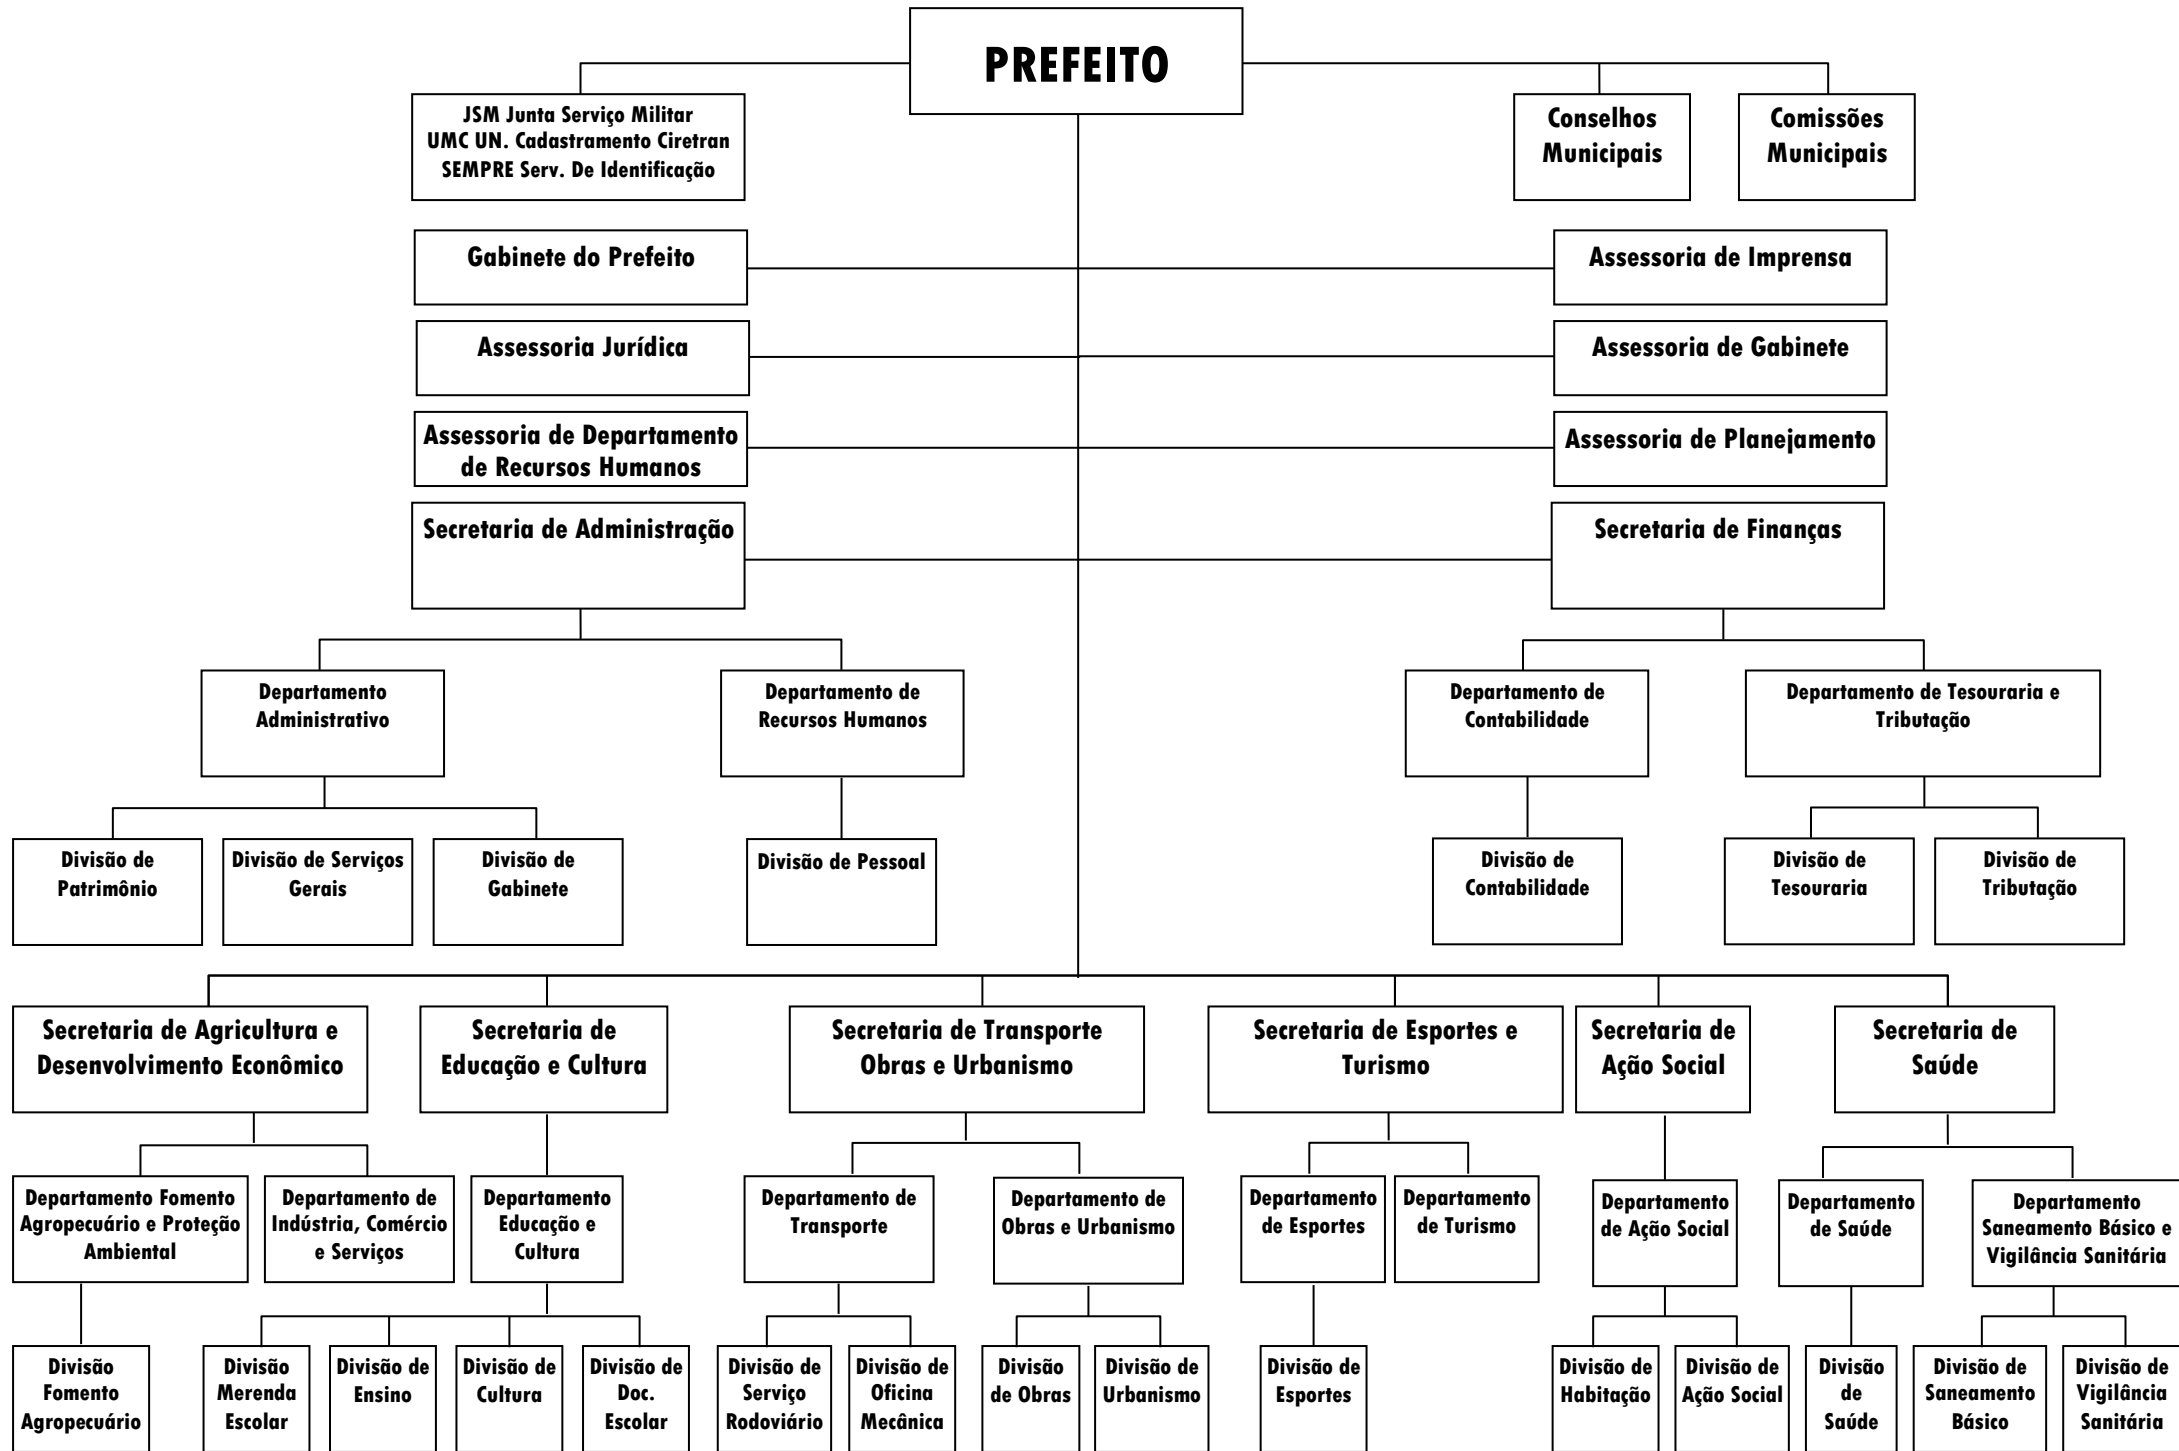 PREFEITO
JSM Junta Serviço Militar
UMC UN. Cadastramento Ciretran
SEMPRE Serv. De Identificação
Conselhos
Municipais
Comissões
Municipais
Gabinete do Prefeito
Assessoria de Imprensa
Assessoria Jurídica
Assessoria de Gabinete
Assessoria de Departamento
de Recursos Humanos
Assessoria de Planejamento
Secretaria de Administração
Secretaria de Finanças
Departamento
Administrativo
Departamento de
Recursos Humanos
Departamento de
Contabilidade
Departamento de Tesouraria e
Tributação
Divisão de
Patrimônio
Divisão de Serviços
Gerais
Divisão de
Gabinete
Divisão de Pessoal
Divisão de
Contabilidade
Divisão de
Tesouraria
Divisão de
Tributação
Secretaria de Agricultura e
Desenvolvimento Econômico
Secretaria de
Educação e Cultura
Secretaria de Transporte
Obras e Urbanismo
Secretaria de Esportes e
Turismo
Secretaria de
Ação Social
Secretaria de
Saúde
Departamento Fomento
Agropecuário e Proteção
Ambiental
Departamento de
Indústria, Comércio
e Serviços
Departamento
Educação e
Cultura
Departamento de
Transporte
Departamento de
Obras e Urbanismo
Departamento
de Esportes
Departamento
de Turismo
Departamento
de Ação Social
Departamento
de Saúde
Departamento
Saneamento Básico e
Vigilância Sanitária
Divisão
Fomento
Agropecuário
Divisão
Merenda
Escolar
Divisão de
Ensino
Divisão de
Cultura
Divisão de
Doc.
Escolar
Divisão de
Serviço
Rodoviário
Divisão de
Oficina
Mecânica
Divisão
de Obras
Divisão de
Urbanismo
Divisão de
Esportes
Divisão de
Habitação
Divisão de
Ação Social
Divisão
de
Saúde
Divisão de
Saneamento
Básico
Divisão de
Vigilância
Sanitária